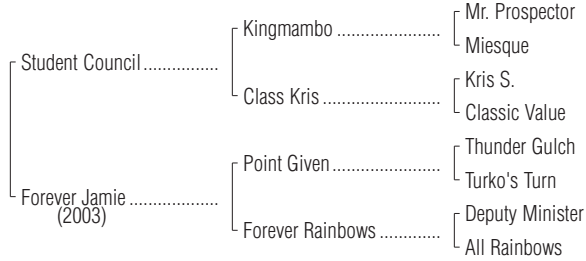 Mr. Prospector
Kingmambo ......................
Miesque
Student Council ................
Kris S.
Class Kris .........................
Classic Value
Thunder Gulch
Point Given .......................
Turko's Turn
Forever Jamie ...................
(2003)
Deputy Minister
Forever Rainbows .............
All Rainbows